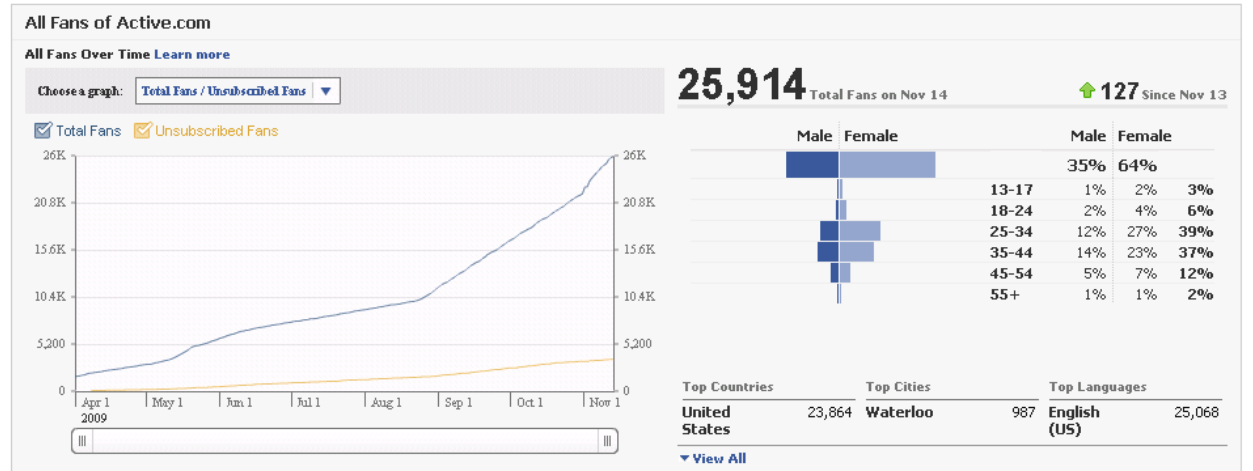 All Fans of Active.com
All Fans Over Time Learn more
Choose a graph: Total Fans / Unsubscribed Fans
Total Fans Unsubscribed Fans
26K 26K
20.8K 20.8K
15.6K 15.6K
10.4K 10.4K
5,200 5,200
0 0
Apr 1 May 1 Jun 1 Jul 1 Aug 1 Sep 1 Oct 1 Nov 1
2009
25,914 Total Fans on Nov 14 127 Since Nov 13
Male Female Male Female
35% 64%
13-17 1% 2% 3%
18-24 2% 4% 6%
25-34 12% 27% 39%
35-44 14% 23% 37%
45-54 5% 7% 12%
55+ 1% 1% 2%
Top Countries Top Cities Top Languages
United States 23,864 Waterloo 987 English (US) 25,068
View All